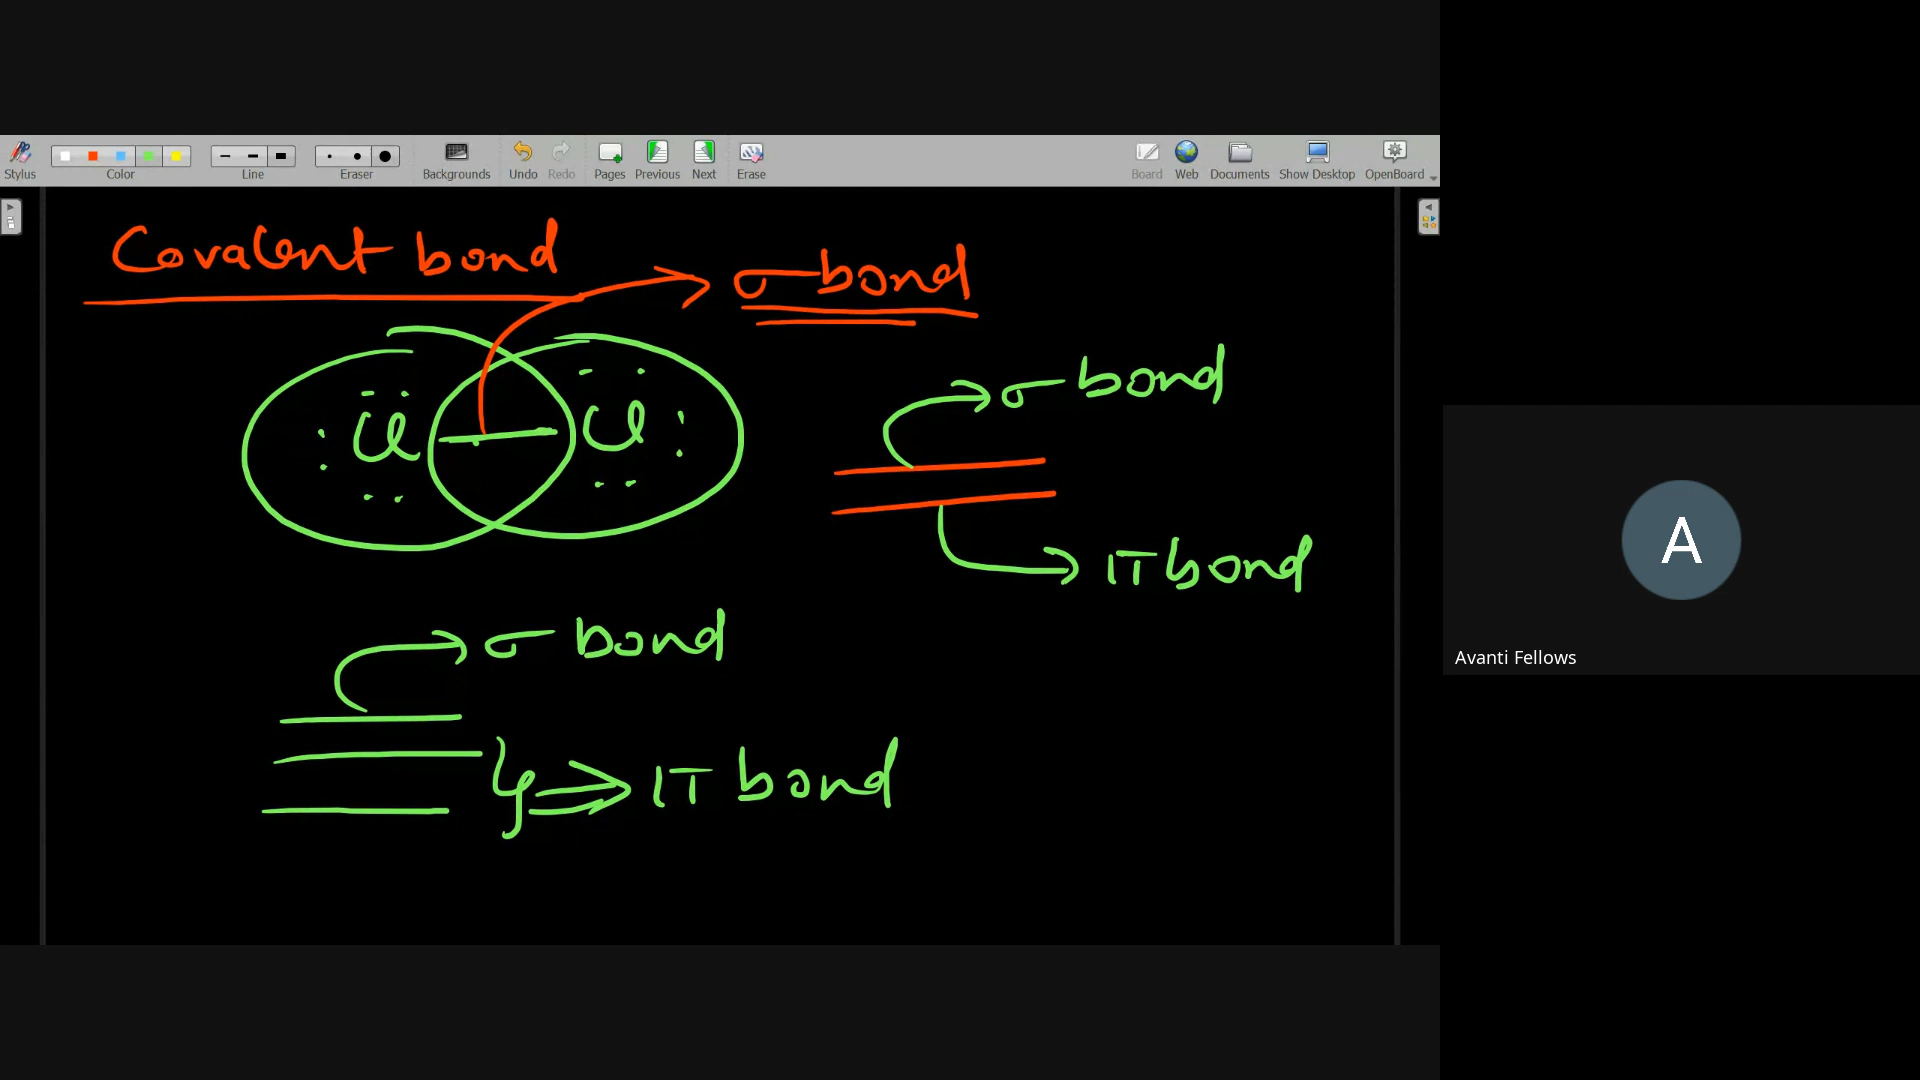 Stylus Color Line Eraser Backgrounds Undo Redo Pages Previous Next Erase Board Web Documents Show Desktop OpenBoard
Covalent bond
σ bond
Cl Cl
σ bond
π bond
σ bond
π bond
A
Avanti Fellows